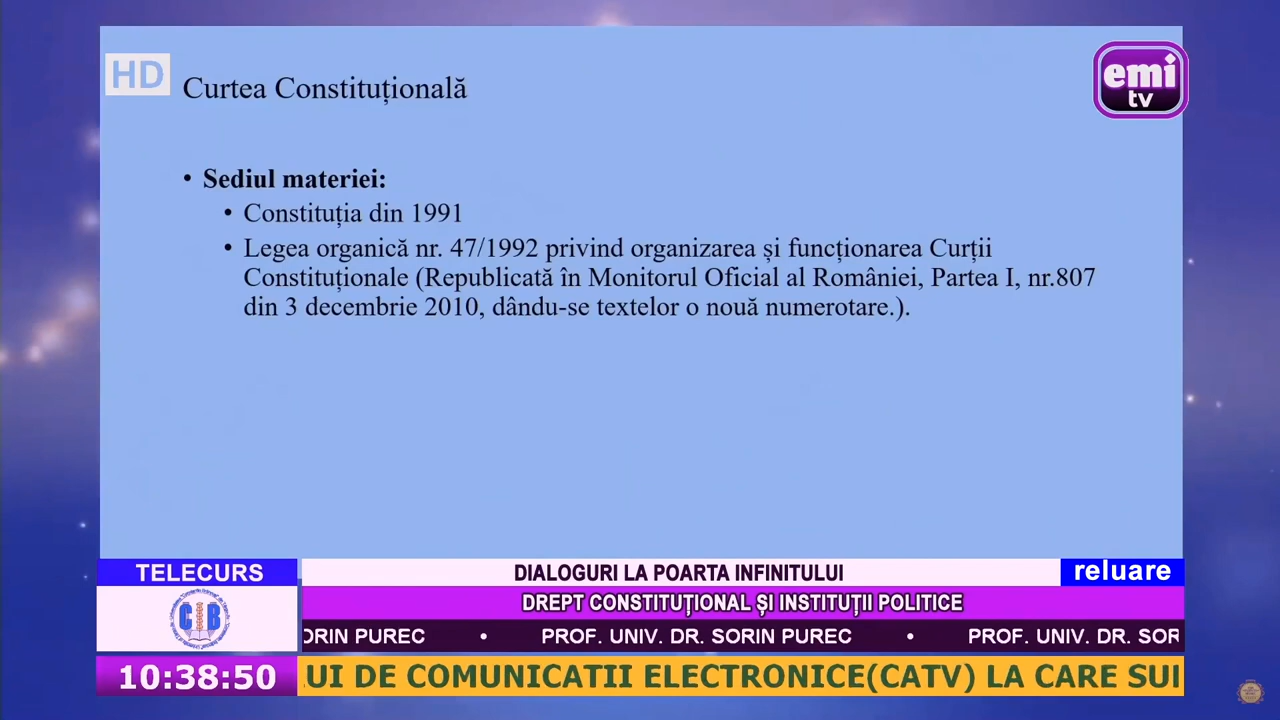 HD
Curtea Constituțională
emi
tv
• Sediul materiei:
• Constituția din 1991
• Legea organică nr. 47/1992 privind organizarea și funcționarea Curții
Constituționale (Republicată în Monitorul Oficial al României, Partea I, nr.807
din 3 decembrie 2010, dându-se textelor o nouă numerotare.).
TELECURS
DIALOGURI LA POARTA INFINITULUI
reluare
DREPT CONSTITUȚIONAL ȘI INSTITUȚII POLITICE
CB
ORIN PUREC • PROF. UNIV. DR. SORIN PUREC • PROF. UNIV. DR. SOR
10:38:50
UI DE COMUNICATII ELECTRONICE(CATV) LA CARE SUI